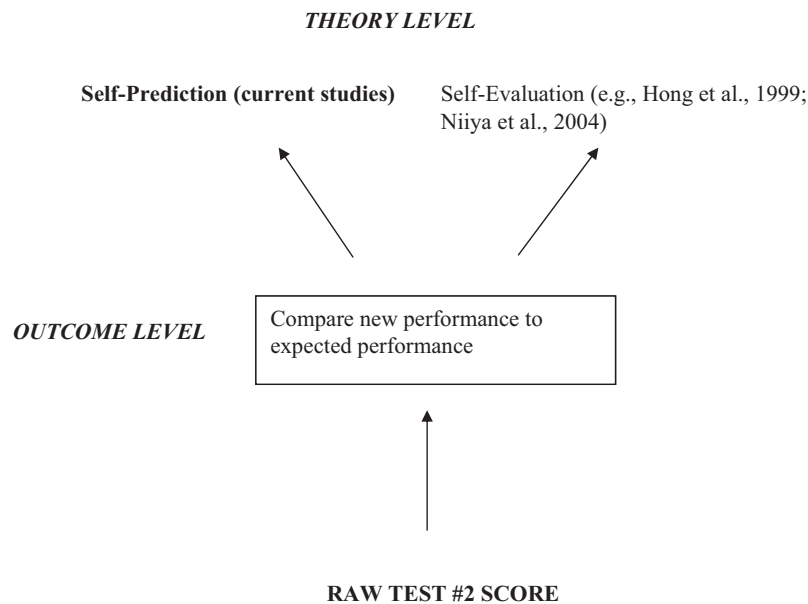 THEORY LEVEL
Self-Prediction (current studies)
Self-Evaluation (e.g., Hong et al., 1999;
Niiya et al., 2004)
OUTCOME LEVEL
Compare new performance to
expected performance
RAW TEST #2 SCORE